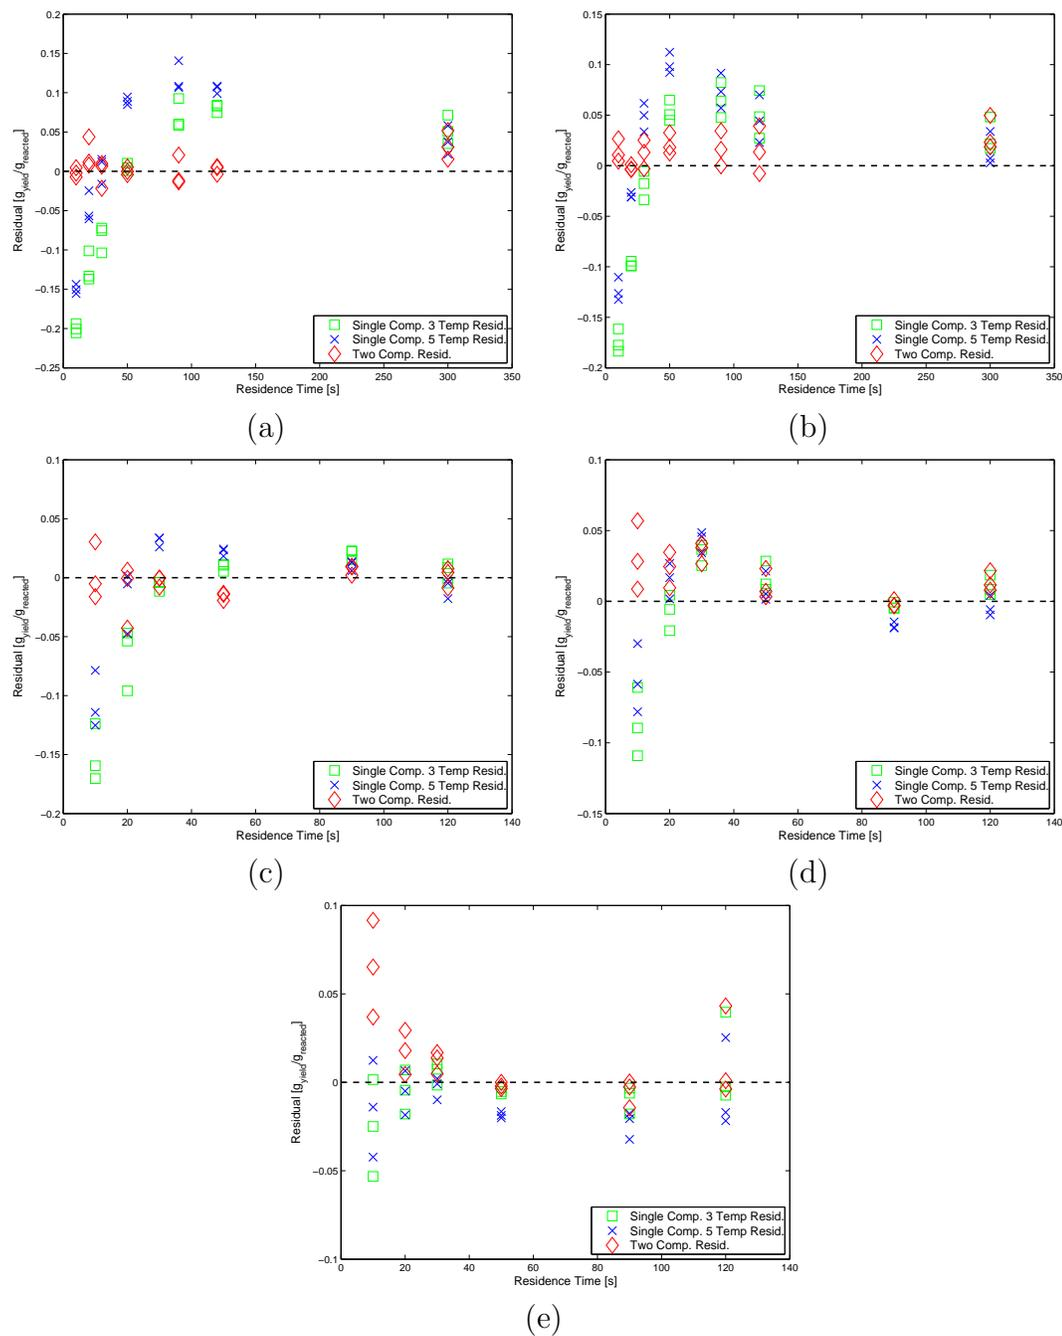 0.2
0.15
0.1
0.05
0
−0.05
−0.1
−0.15
−0.2
−0.25
Residual [g_yield/g_reacted]
Single Comp. 3 Temp Resid.
Single Comp. 5 Temp Resid.
Two Comp. Resid.
0 50 100 150 200 250 300 350
Residence Time [s]
(a)
0.15
0.1
0.05
0
−0.05
−0.1
−0.15
−0.2
Residual [g_yield/g_reacted]
Single Comp. 3 Temp Resid.
Single Comp. 5 Temp Resid.
Two Comp. Resid.
0 50 100 150 200 250 300 350
Residence Time [s]
(b)
0.1
0.05
0
−0.05
−0.1
−0.15
−0.2
Residual [g_yield/g_reacted]
Single Comp. 3 Temp Resid.
Single Comp. 5 Temp Resid.
Two Comp. Resid.
0 20 40 60 80 100 120 140
Residence Time [s]
(c)
0.1
0.05
0
−0.05
−0.1
−0.15
Residual [g_yield/g_reacted]
Single Comp. 3 Temp Resid.
Single Comp. 5 Temp Resid.
Two Comp. Resid.
0 20 40 60 80 100 120 140
Residence Time [s]
(d)
0.1
0.05
0
−0.05
−0.1
Residual [g_yield/g_reacted]
Single Comp. 3 Temp Resid.
Single Comp. 5 Temp Resid.
Two Comp. Resid.
0 20 40 60 80 100 120 140
Residence Time [s]
(e)